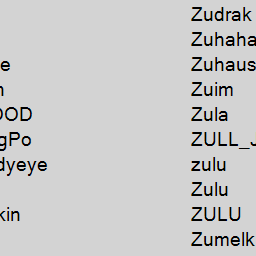 Zudrak
Zuhaha
e Zuhaus
n Zuim
OOD Zula
gPo ZULL_J
dyeye zulu
Zulu
kin ZULU
Zumelk